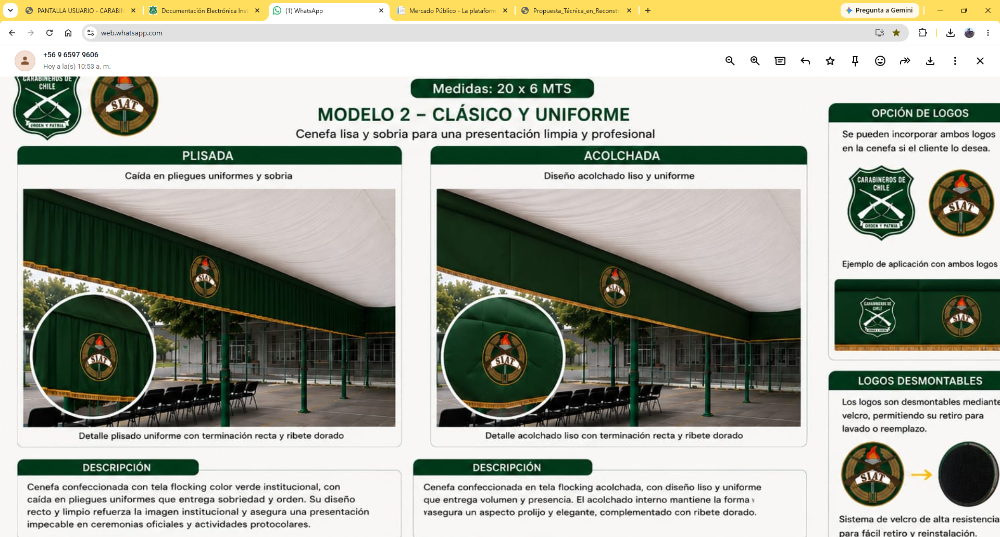 PANTALLA USUARIO - CARABIN
Documentación Electrónica Inst
(1) WhatsApp
Mercado Público - La plataform
Propuesta_Técnica_en_Reconstr
Pregunta a Gemini
web.whatsapp.com
+56 9 6597 9606
Hoy a la(s) 10:53 a. m.
CARABINEROS DE
CHILE
ORDEN Y PATRIA
SIAT
Medidas: 20 x 6 MTS
MODELO 2 – CLÁSICO Y UNIFORME
Cenefa lisa y sobria para una presentación limpia y profesional
PLISADA
Caída en pliegues uniformes y sobria
SIAT
SIAT
Detalle plisado uniforme con terminación recta y ribete dorado
ACOLCHADA
Diseño acolchado liso y uniforme
SIAT
SIAT
Detalle acolchado liso con terminación recta y ribete dorado
DESCRIPCIÓN
Cenefa confeccionada con tela flocking color verde institucional, con
caída en pliegues uniformes que entrega sobriedad y orden. Su diseño
recto y limpio refuerza la imagen institucional y asegura una presentación
impecable en ceremonias oficiales y actividades protocolares.
DESCRIPCIÓN
Cenefa confeccionada en tela flocking acolchada, con diseño liso y uniforme
que entrega volumen y presencia. El acolchado interno mantiene la forma y
yasegura un aspecto prolijo y elegante, complementado con ribete dorado.
OPCIÓN DE LOGOS
Se pueden incorporar ambos logos
en la cenefa si el cliente lo desea.
CARABINEROS DE
CHILE
ORDEN Y PATRIA
SIAT
Ejemplo de aplicación con ambos logos
CARABINEROS DE
CHILE
SIAT
LOGOS DESMONTABLES
Los logos son desmontables mediante
velcro, permitiendo su retiro para
lavado o reemplazo.
SIAT
Sistema de velcro de alta resistencia
para fácil retiro y reinstalación.